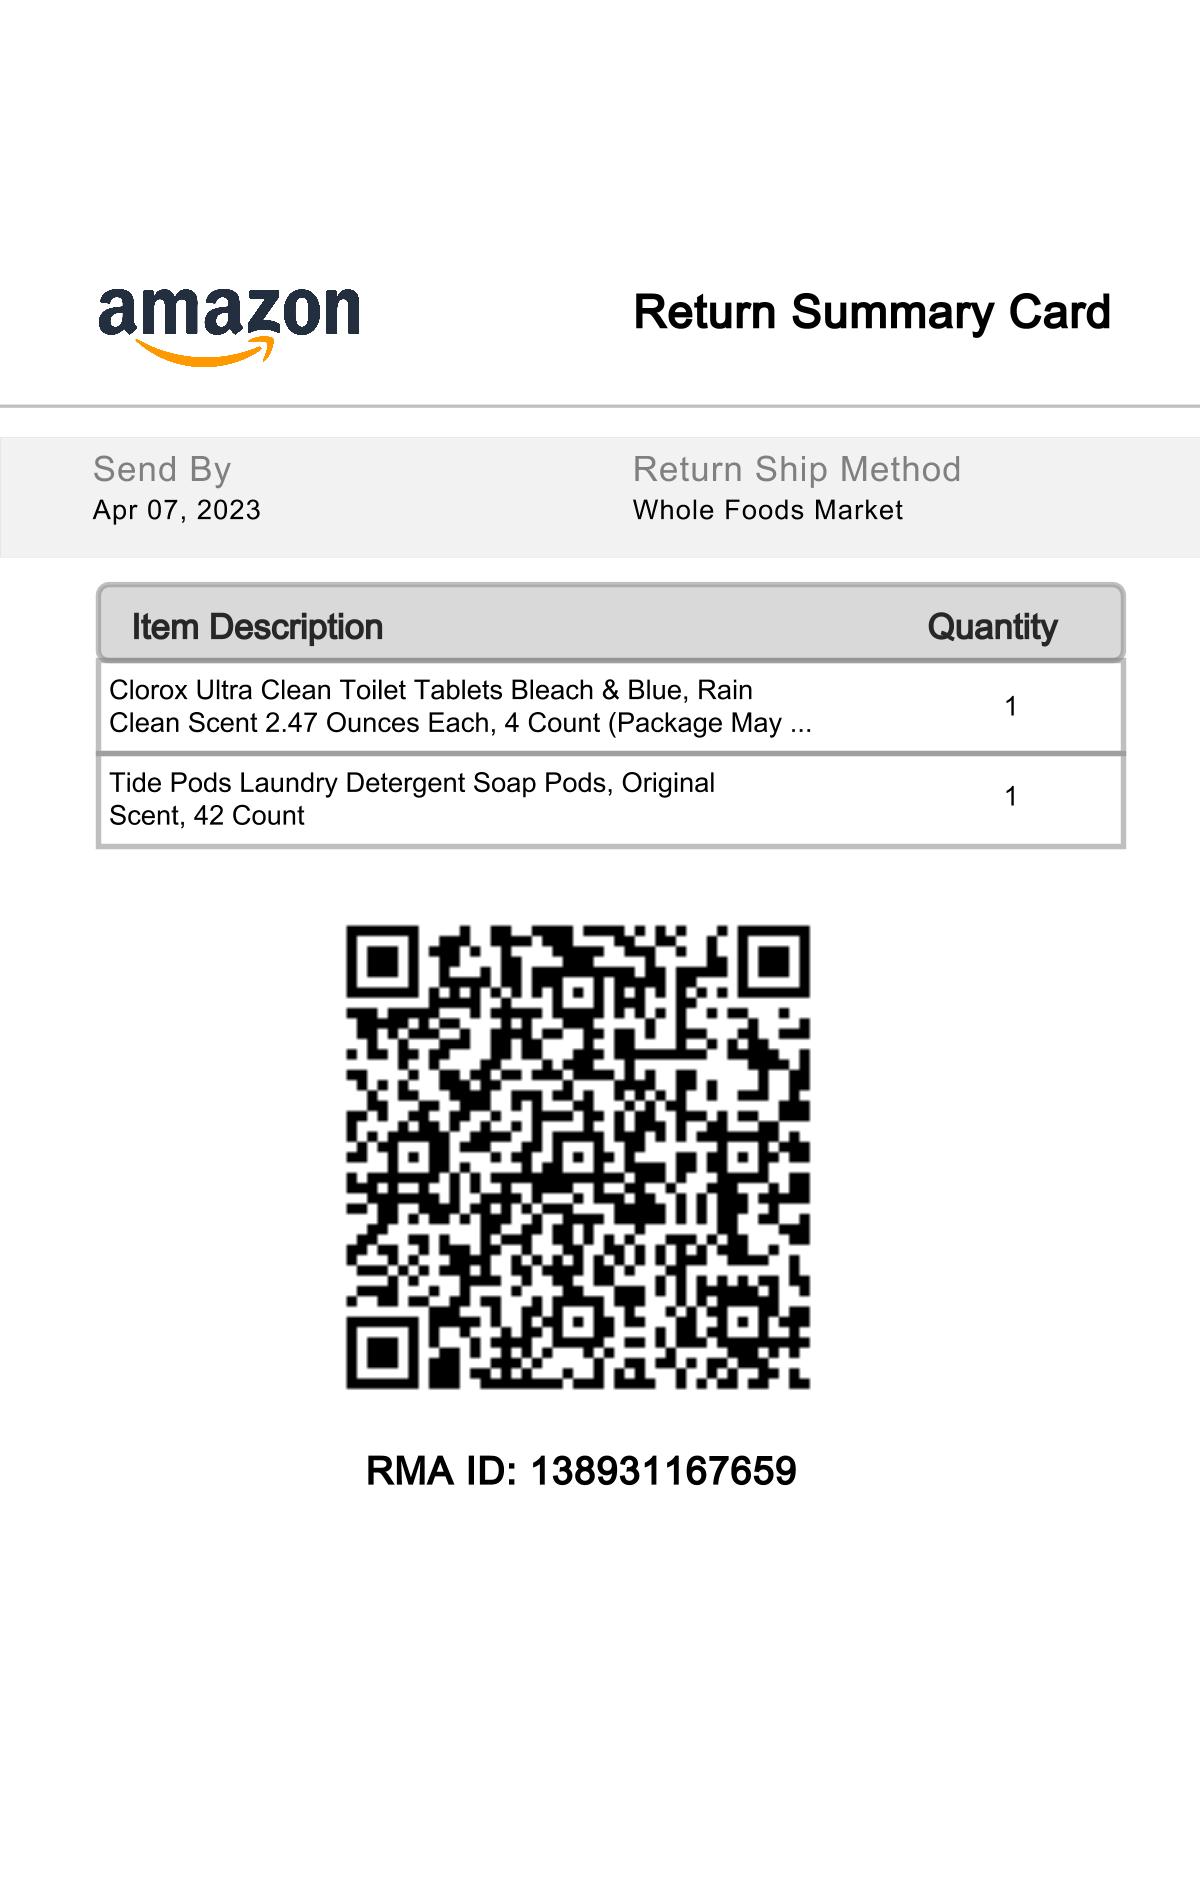 amazon
Return Summary Card
Send By
Return Ship Method
Apr 07, 2023
Whole Foods Market
Item Description
Quantity
Clorox Ultra Clean Toilet Tablets Bleach & Blue, Rain
Clean Scent 2.47 Ounces Each, 4 Count (Package May ...
1
Tide Pods Laundry Detergent Soap Pods, Original
Scent, 42 Count
1
RMA ID: 138931167659